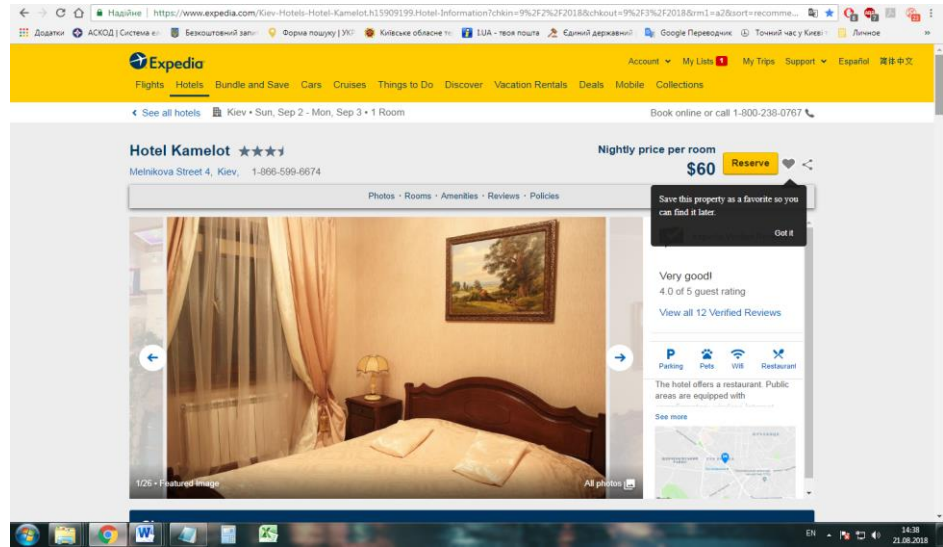 Надійне | https://www.expedia.com/Kiev-Hotels-Hotel-Kamelot.h15909199.Hotel-Information?chkin=9%2F2%2F2018&chkout=9%2F3%2F2018&rm1=a2&sort=recomme...
Додатки АСКОД | Система ел Безкоштовний запит Форма пошуку | УКР Київське обласне те I.UA - твоя пошта Єдиний державний Google Переводчик Точний час у Києві Личное »
Expedia
Account My Lists 1 My Trips Support Español 简体中文
Flights Hotels Bundle and Save Cars Cruises Things to Do Discover Vacation Rentals Deals Mobile Collections
See all hotels Kiev • Sun, Sep 2 - Mon, Sep 3 • 1 Room Book online or call 1-800-238-0767
Hotel Kamelot
Nightly price per room
$60 Reserve
Melnikova Street 4, Kiev, 1-866-599-6674
Photos · Rooms · Amenities · Reviews · Policies
Save this property as a favorite so you
can find it later.
Got it
Very good!
4.0 of 5 guest rating
View all 12 Verified Reviews
Parking Pets Wifi Restaurant
The hotel offers a restaurant. Public
areas are equipped with
See more
1/26 • Featured Image All photos
EN 14:38
21.08.2018